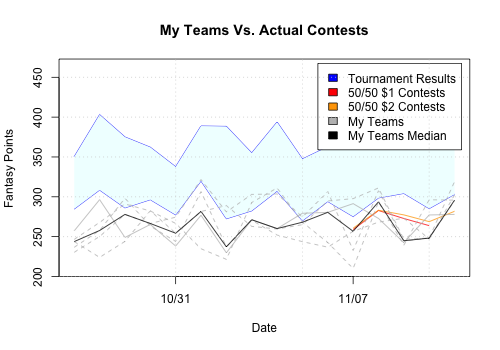 My Teams Vs. Actual Contests
Tournament Results
50/50 $1 Contests
50/50 $2 Contests
My Teams
My Teams Median
Fantasy Points
450
400
350
300
250
200
10/31
11/07
Date